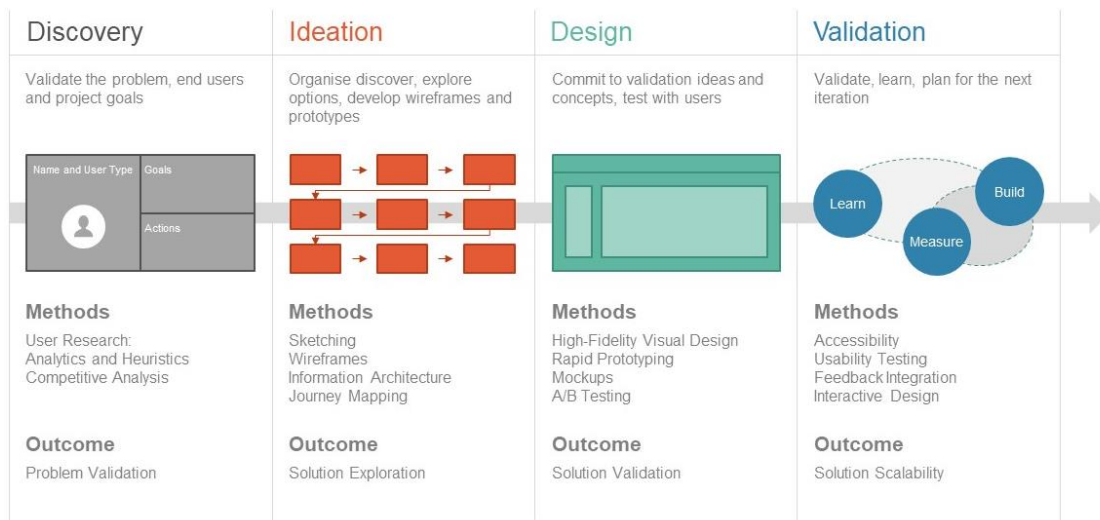 Discovery
Validate the problem, end users
and project goals
Name and User Type
Goals
Actions
Methods
User Research:
Analytics and Heuristics
Competitive Analysis
Outcome
Problem Validation
Ideation
Organise discover, explore
options, develop wireframes and
prototypes
Methods
Sketching
Wireframes
Information Architecture
Journey Mapping
Outcome
Solution Exploration
Design
Commit to validation ideas and
concepts, test with users
Methods
High-Fidelity Visual Design
Rapid Prototyping
Mockups
A/B Testing
Outcome
Solution Validation
Validation
Validate, learn, plan for the next
iteration
Learn
Build
Measure
Methods
Accessibility
Usability Testing
Feedback Integration
Interactive Design
Outcome
Solution Scalability